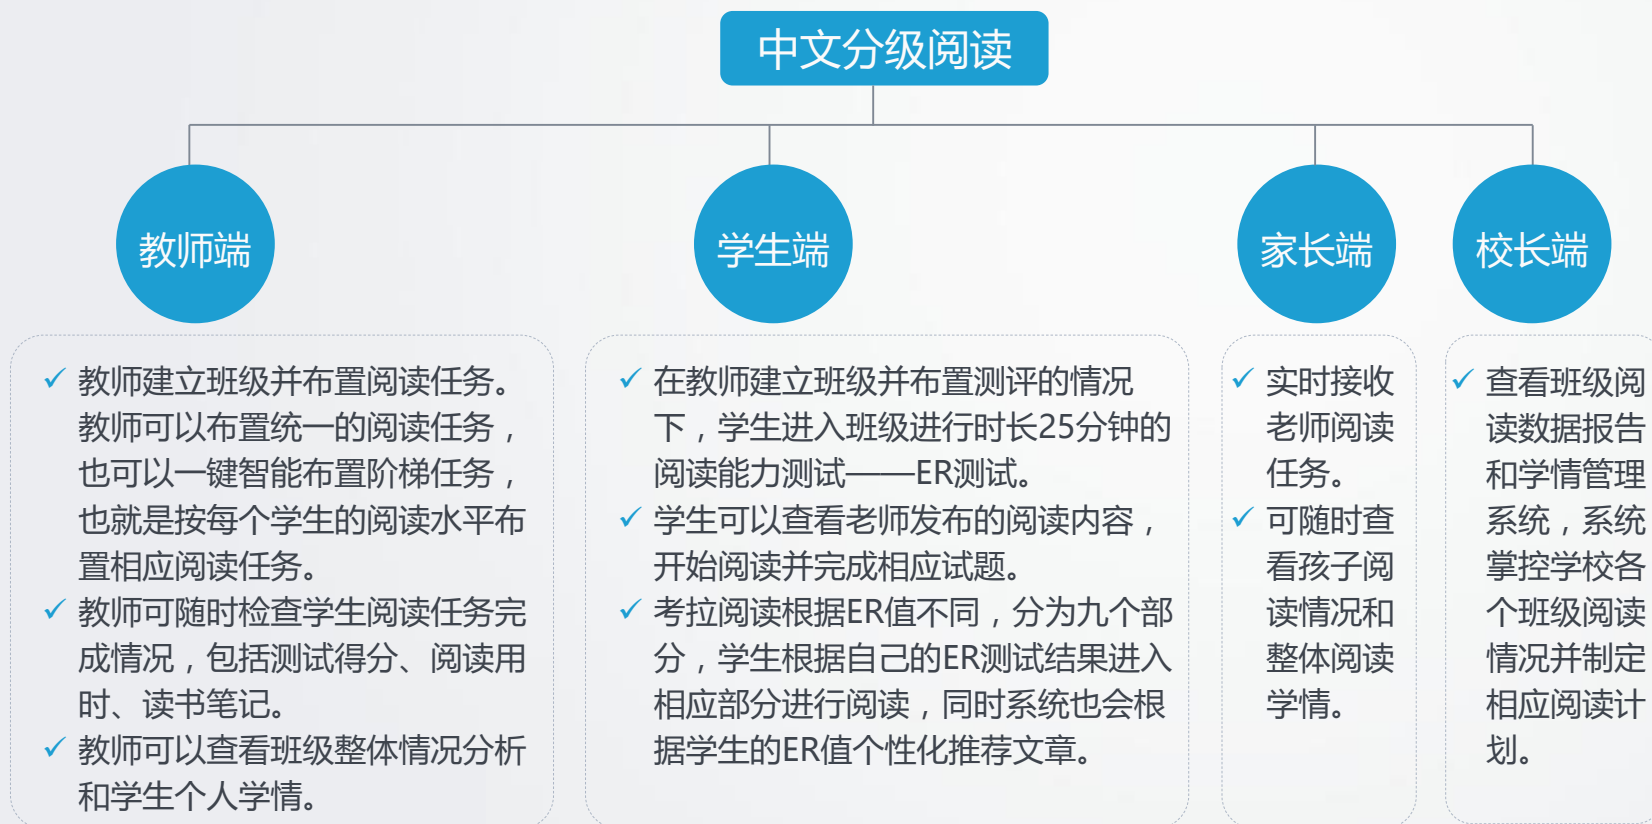 中文分级阅读
教师端
学生端
家长端
校长端
教师建立班级并布置阅读任务。
教师可以布置统一的阅读任务，
也可以一键智能布置阶梯任务，
也就是按每个学生的阅读水平布
置相应阅读任务。
教师可随时检查学生阅读任务完
成情况，包括测试得分、阅读用
时、读书笔记。
教师可以查看班级整体情况分析
和学生个人学情。
在教师建立班级并布置测评的情况
下，学生进入班级进行时长25分钟的
阅读能力测试——ER测试。
学生可以查看老师发布的阅读内容，
开始阅读并完成相应试题。
考拉阅读根据ER值不同，分为九个部
分，学生根据自己的ER测试结果进入
相应部分进行阅读，同时系统也会根
据学生的ER值个性化推荐文章。
实时接收
老师阅读
任务。
可随时查
看孩子阅
读情况和
整体阅读
学情。
查看班级阅
读数据报告
和学情管理
系统，系统
掌控学校各
个班级阅读
情况并制定
相应阅读计
划。